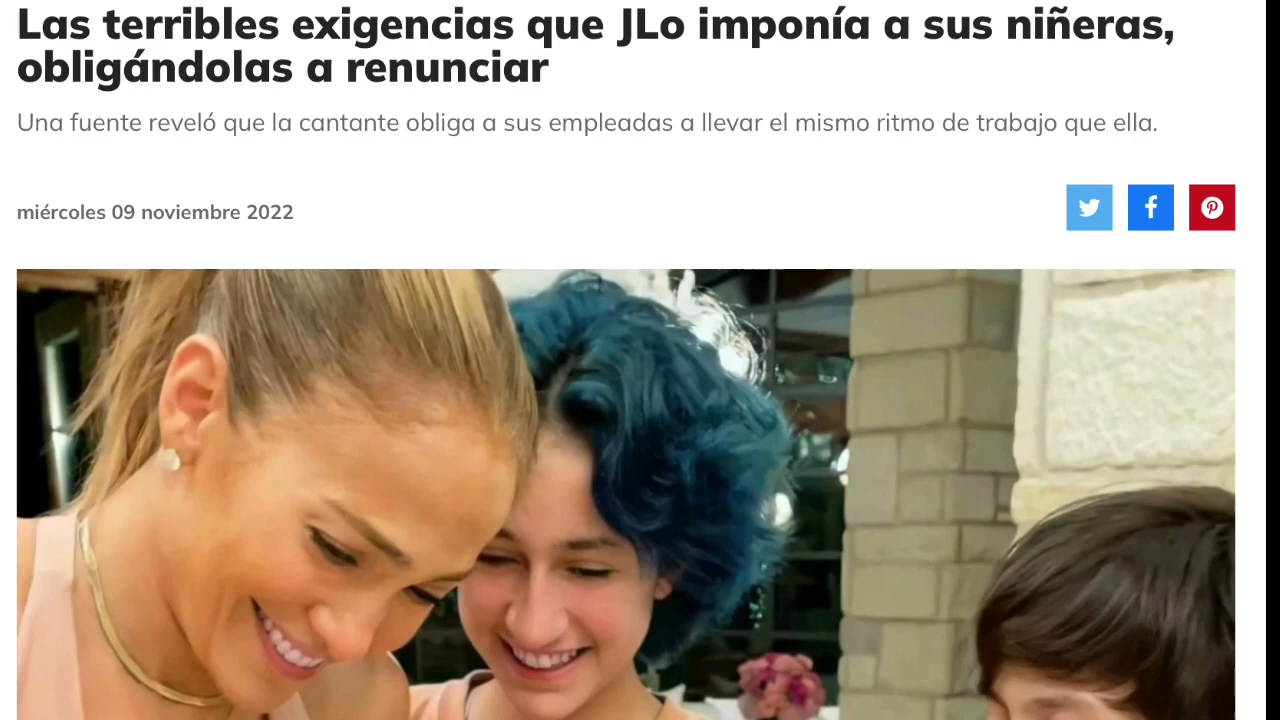 Las terribles exigencias que JLo imponía a sus niñeras,
obligándolas a renunciar
Una fuente reveló que la cantante obliga a sus empleadas a llevar el mismo ritmo de trabajo que ella.
miércoles 09 noviembre 2022